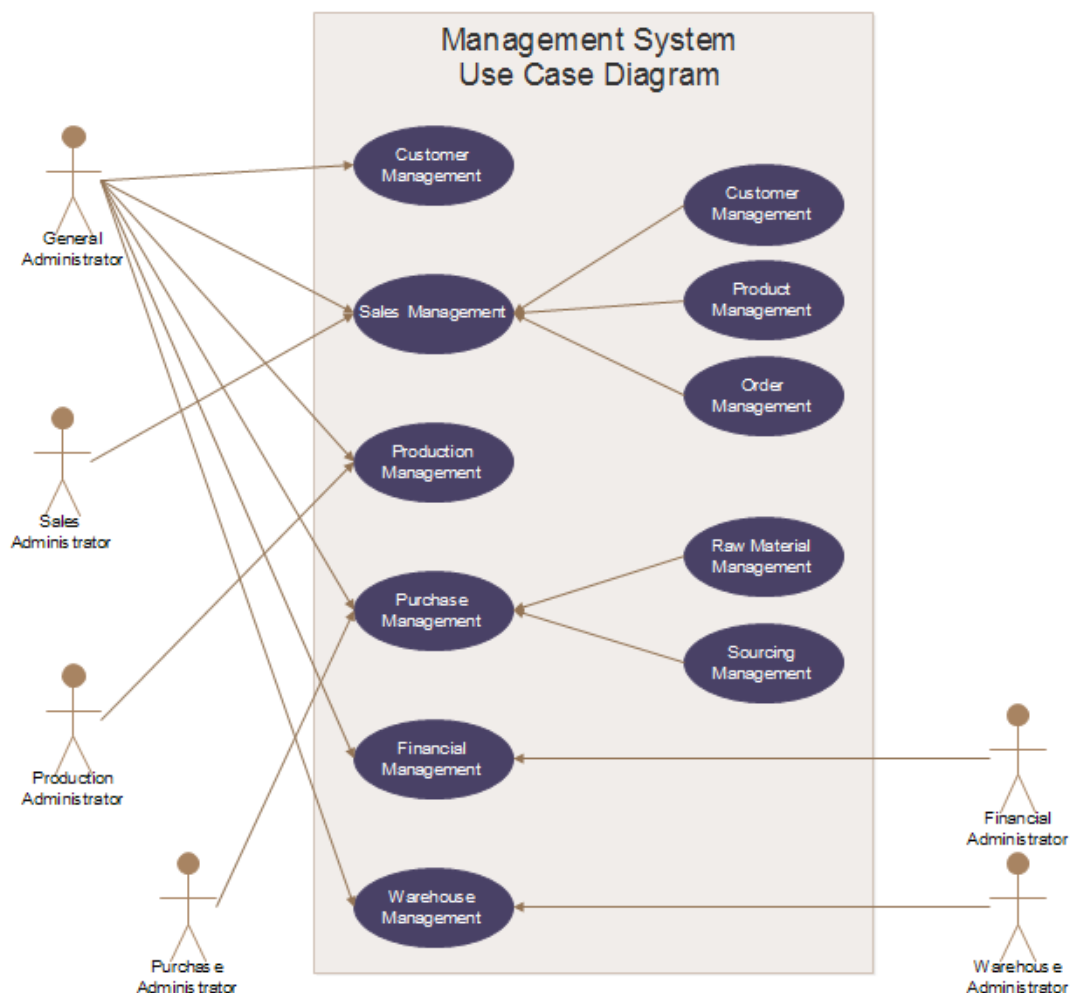 Management System
Use Case Diagram
Customer
Management
Customer
Management
General
Administrator
Sales Management
Product
Management
Order
Management
Production
Management
Sales
Administrator
Raw Material
Management
Purchase
Management
Sourcing
Management
Production
Administrator
Financial
Management
Financial
Administrator
Warehouse
Management
Purchase
Administrator
Warehouse
Administrator